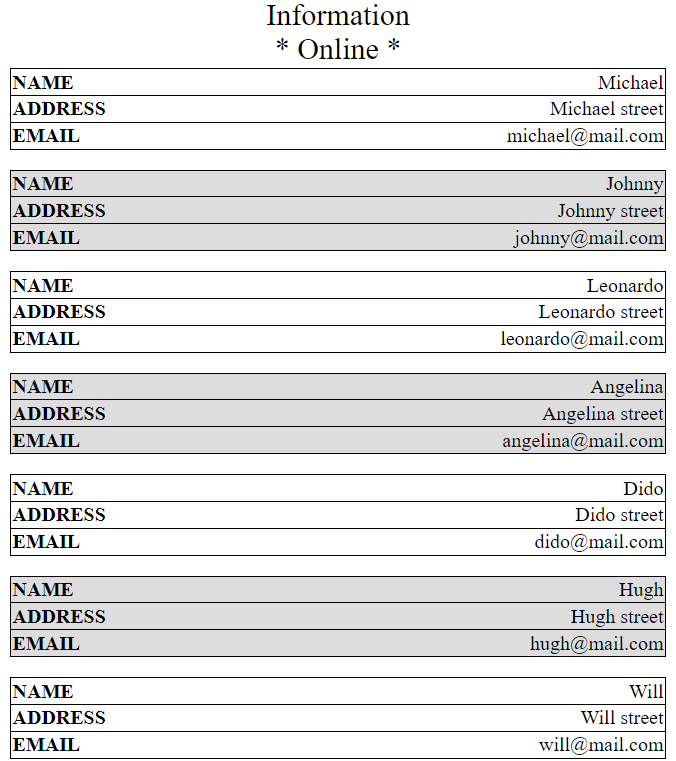 Information
* Online *
NAME Michael
ADDRESS Michael street
EMAIL michael@mail.com
NAME Johnny
ADDRESS Johnny street
EMAIL johnny@mail.com
NAME Leonardo
ADDRESS Leonardo street
EMAIL leonardo@mail.com
NAME Angelina
ADDRESS Angelina street
EMAIL angelina@mail.com
NAME Dido
ADDRESS Dido street
EMAIL dido@mail.com
NAME Hugh
ADDRESS Hugh street
EMAIL hugh@mail.com
NAME Will
ADDRESS Will street
EMAIL will@mail.com